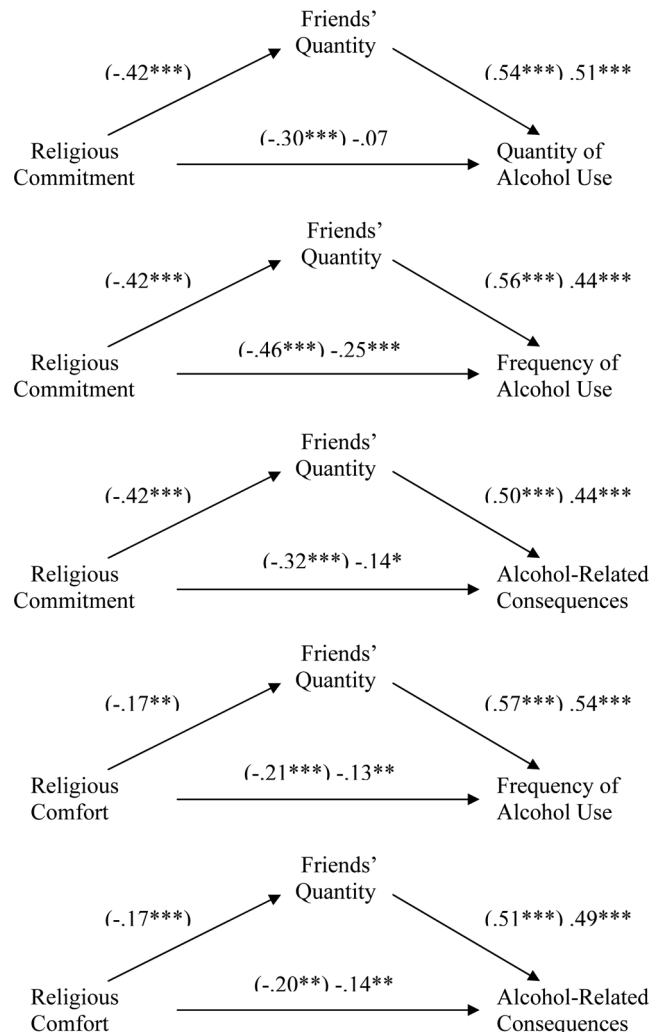 Friends’
Quantity
(-.42***)
(.54***) .51***
(-.30***) -.07
Religious
Commitment
Quantity of
Alcohol Use
Friends’
Quantity
(-.42***)
(.56***) .44***
(-.46***) -.25***
Religious
Commitment
Frequency of
Alcohol Use
Friends’
Quantity
(-.42***)
(.50***) .44***
(-.32***) -.14*
Religious
Commitment
Alcohol-Related
Consequences
Friends’
Quantity
(-.17**)
(.57***) .54***
(-.21***) -.13**
Religious
Comfort
Frequency of
Alcohol Use
Friends’
Quantity
(-.17***)
(.51***) .49***
(-.20**) -.14**
Religious
Comfort
Alcohol-Related
Consequences